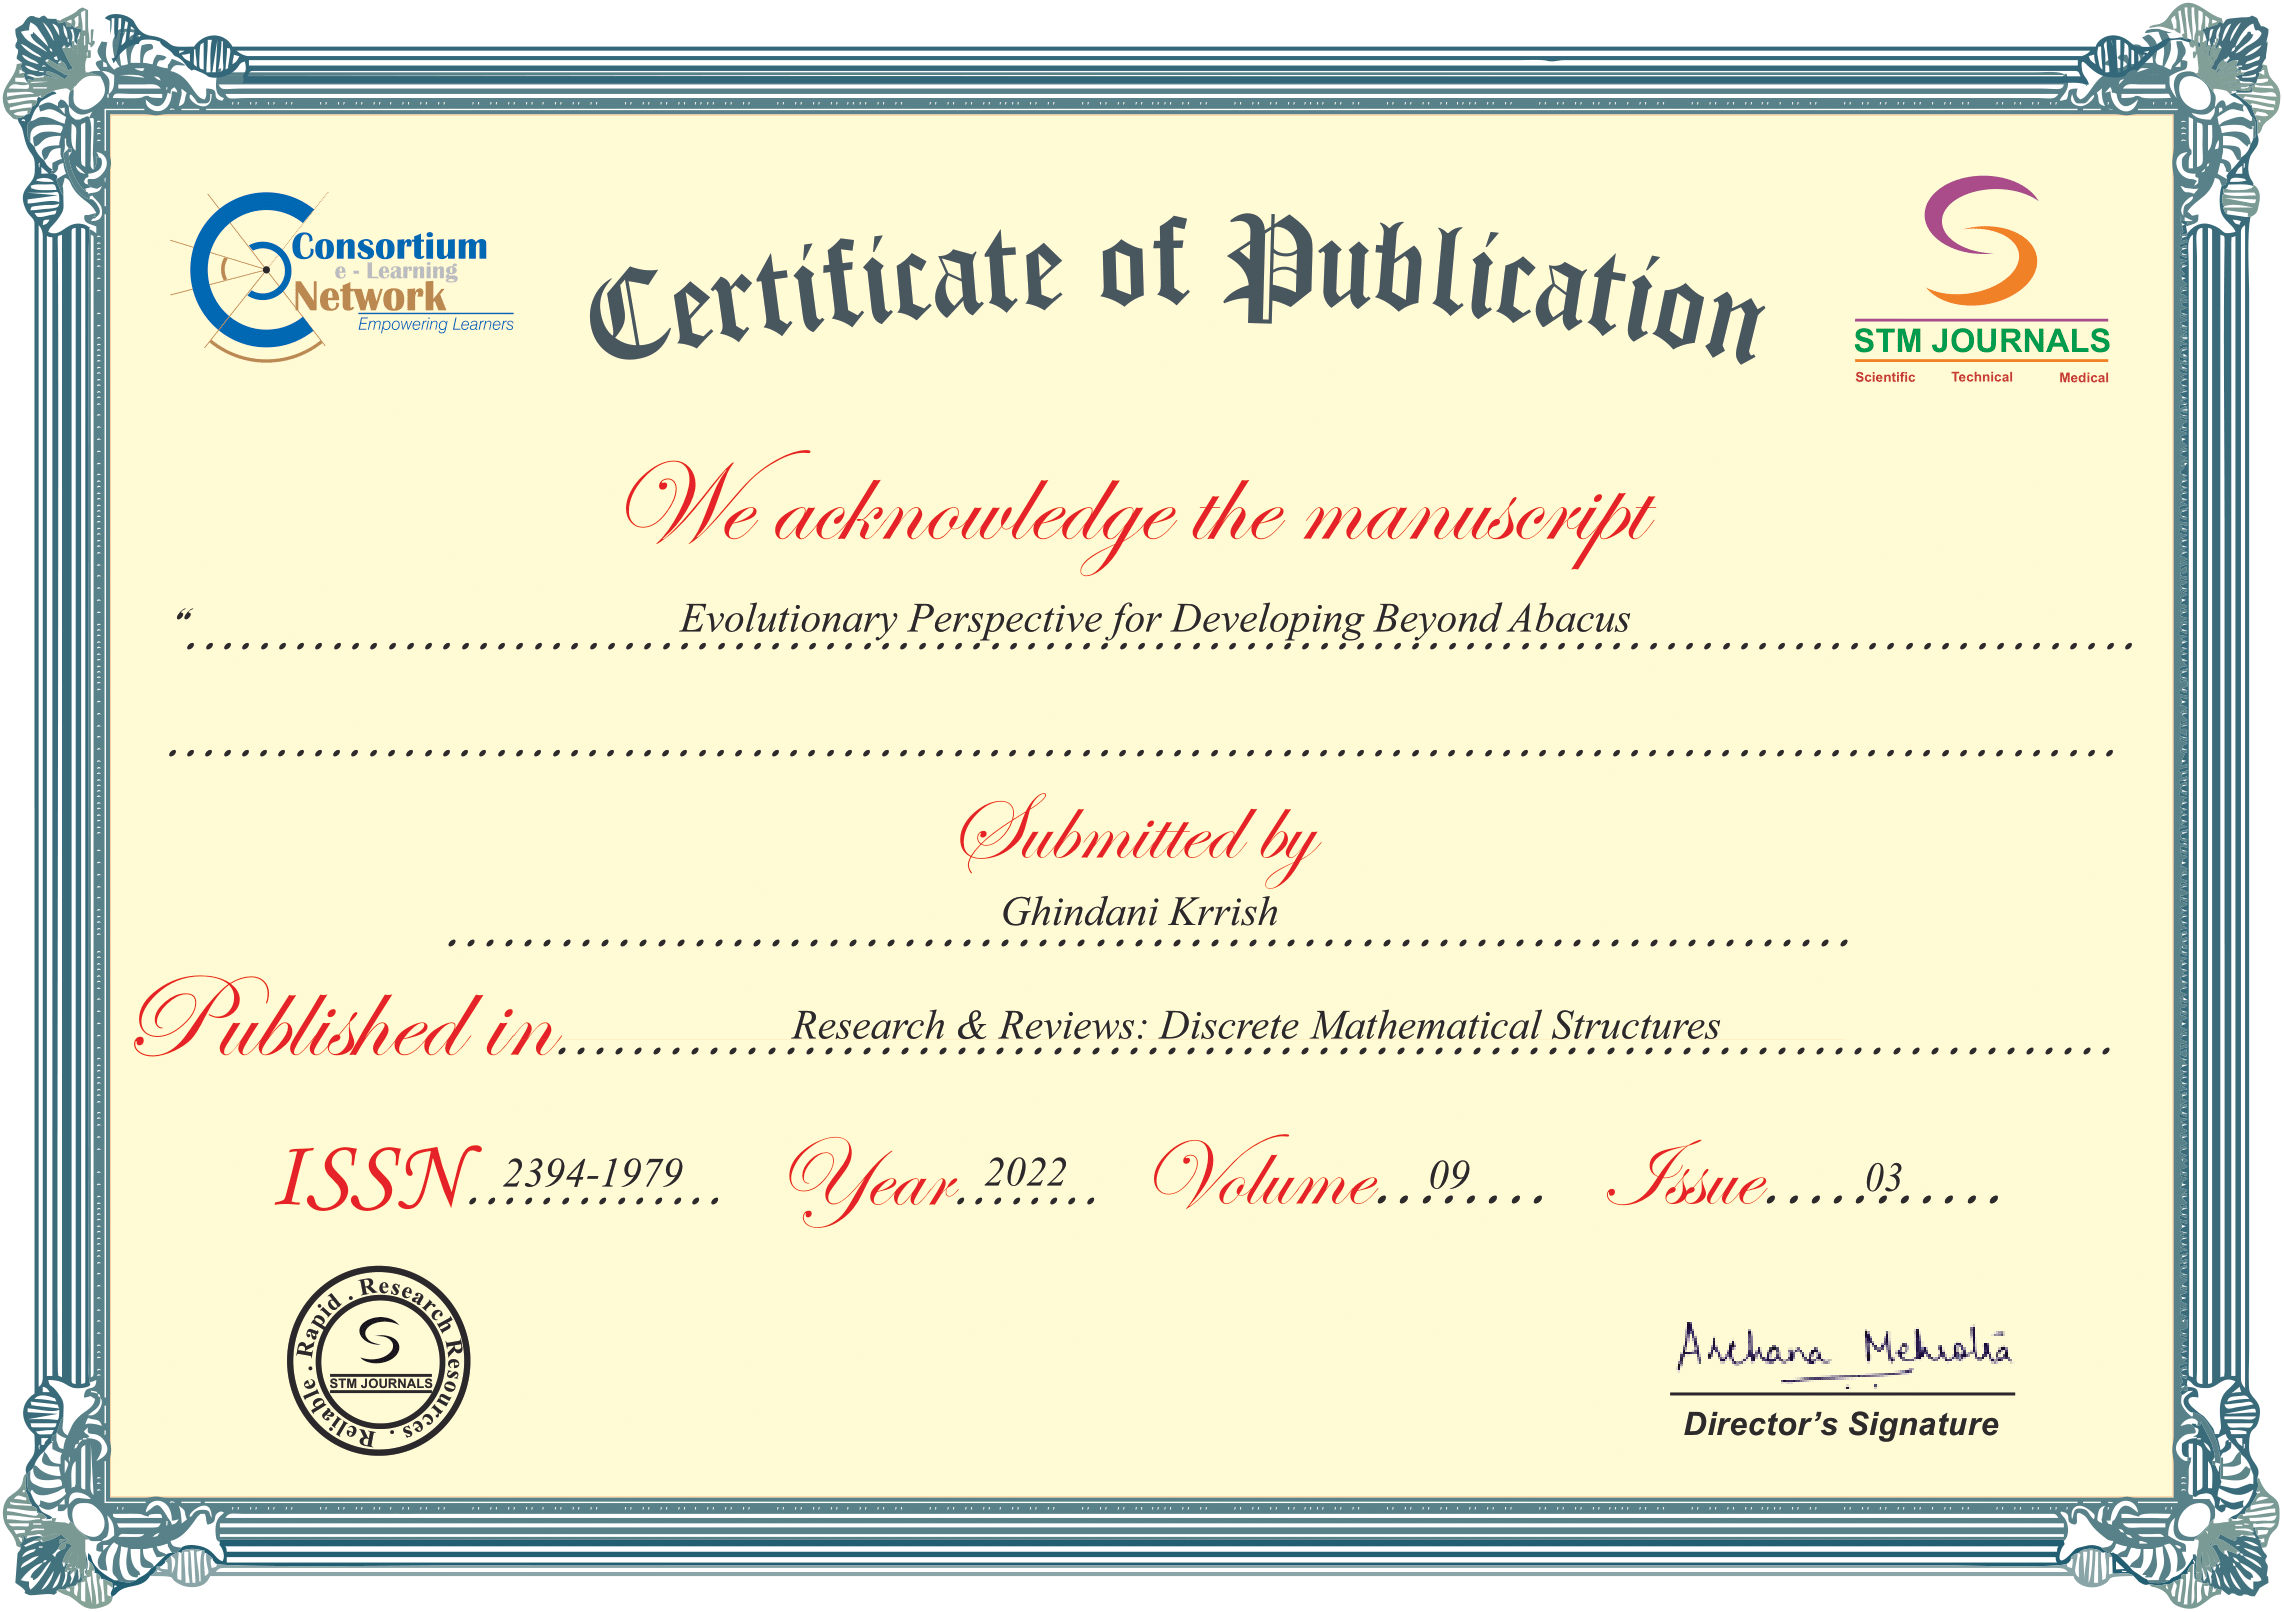 Consortium
e - Learning
Network
Empowering Learners
Certificate of Publication
STM JOURNALS
Scientific Technical Medical
We acknowledge the manuscript
“ Evolutionary Perspective for Developing Beyond Abacus
Submitted by
Ghindani Krrish
Published in Research & Reviews: Discrete Mathematical Structures
ISSN 2394-1979 Year 2022 Volume 09 Issue 03
Reliable . Rapid . Research Resources .
STM JOURNALS
Archana Mehrotra
Director’s Signature